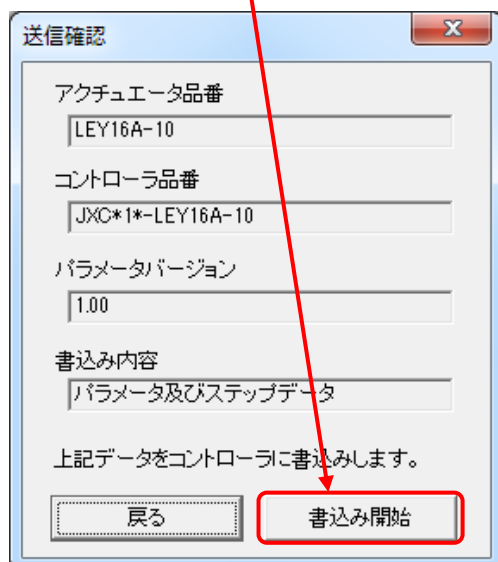 送信確認
アクチュエータ品番
LEY16A-10
コントローラ品番
JXC*1*-LEY16A-10
パラメータバージョン
1.00
書込み内容
パラメータ及びステップデータ
上記データをコントローラに書込みします。
戻る
書込み開始